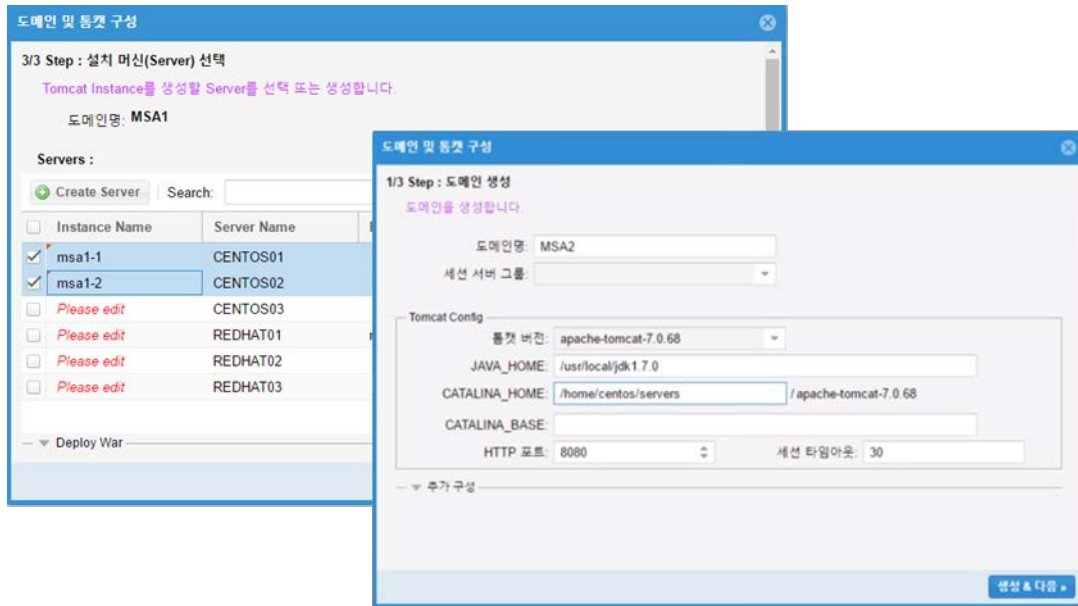 도메인 및 톰캣 구성
3/3 Step : 설치 머신(Server) 선택
Tomcat Instance를 생성할 Server를 선택 또는 생성합니다.
도메인명: MSA1
Servers :
Create Server Search:
Instance Name Server Name
msa1-1 CENTOS01
msa1-2 CENTOS02
Please edit CENTOS03
Please edit REDHAT01
Please edit REDHAT02
Please edit REDHAT03
Deploy War
도메인 및 톰캣 구성
1/3 Step : 도메인 생성
도메인을 생성합니다.
도메인명: MSA2
세션 서버 그룹:
Tomcat Config
톰캣 버전: apache-tomcat-7.0.68
JAVA_HOME: /usr/local/jdk1.7.0
CATALINA_HOME: /home/centos/servers / apache-tomcat-7.0.68
CATALINA_BASE:
HTTP 포트: 8080 세션 타임아웃: 30
추가 구성
생성 & 다음 »